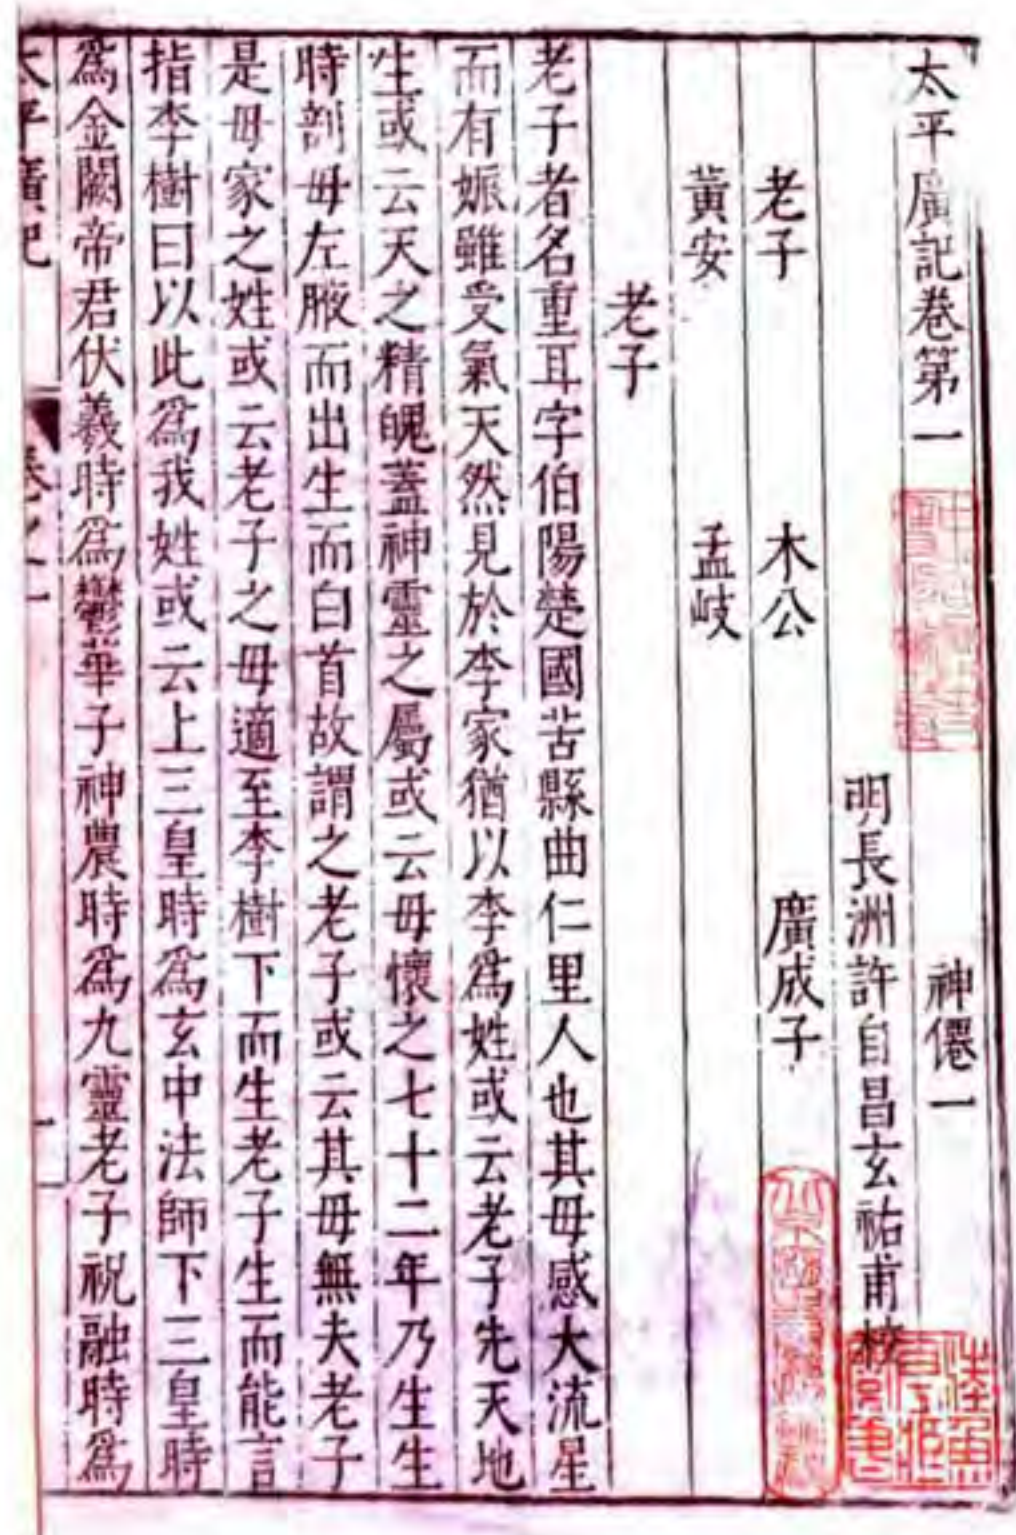 太平廣記卷第一　神僊一
明長洲許自昌玄祐甫校
老子　木公　廣成子
黃安　孟岐
老子
老子者名重耳字伯陽楚國苦縣曲仁里人也其母感大流星
而有娠雖受氣天然見於李家猶以李爲姓或云老子先天地
生或云天之精魄蓋神靈之屬或云母懷之七十二年乃生生
時剖母左腋而出生而白首故謂之老子或云其母無夫老子
是母家之姓或云老子之母適至李樹下而生老子生而能言
指李樹曰以此爲我姓或云上三皇時爲玄中法師下三皇時
爲金闕帝君伏羲時爲鬱華子神農時爲九靈老子祝融時爲
太平廣記　卷之一　一